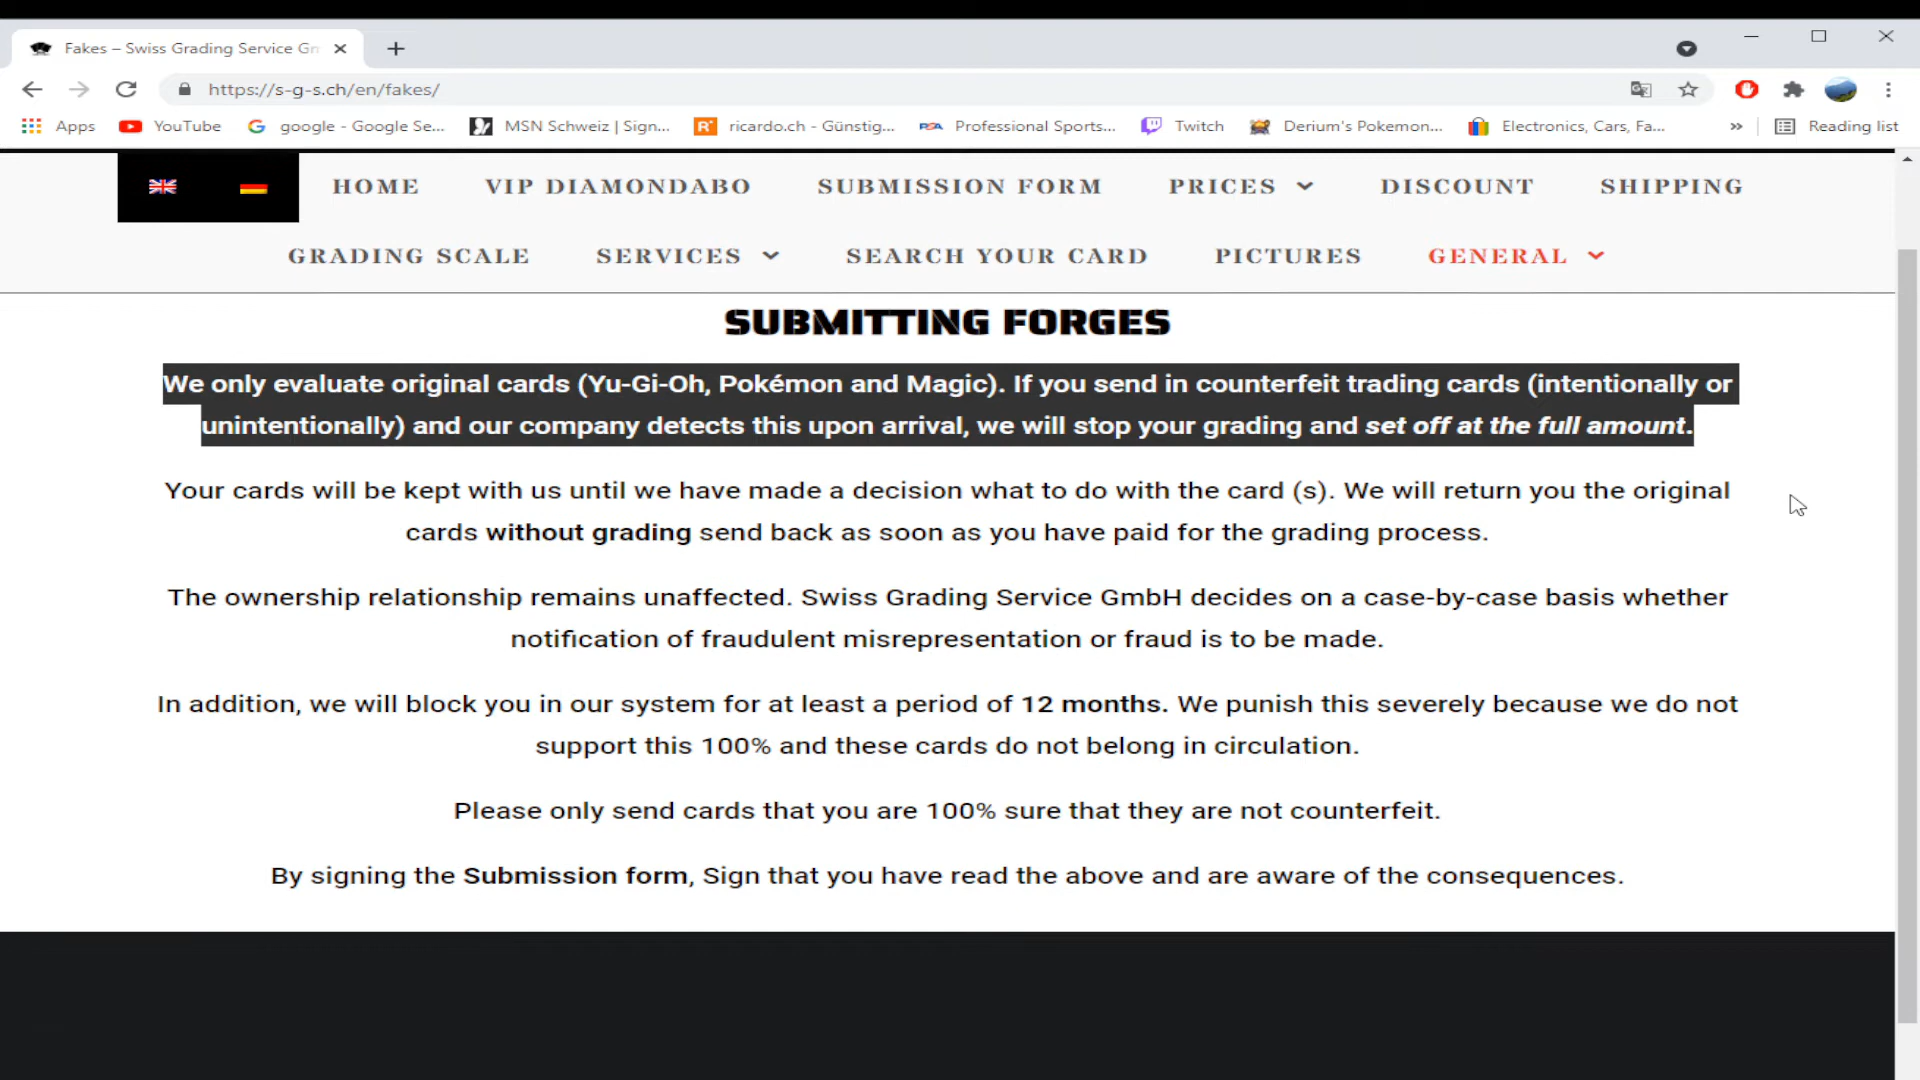 Fakes – Swiss Grading Service Gm
https://s-g-s.ch/en/fakes/
Apps YouTube google - Google Se... MSN Schweiz | Sign... ricardo.ch - Günstig... PSA Professional Sports... Twitch Derium's Pokemon... Electronics, Cars, Fa... » Reading list
HOME VIP DIAMONDABO SUBMISSION FORM PRICES DISCOUNT SHIPPING
GRADING SCALE SERVICES SEARCH YOUR CARD PICTURES GENERAL
SUBMITTING FORGES
We only evaluate original cards (Yu-Gi-Oh, Pokémon and Magic). If you send in counterfeit trading cards (intentionally or
unintentionally) and our company detects this upon arrival, we will stop your grading and set off at the full amount.
Your cards will be kept with us until we have made a decision what to do with the card (s). We will return you the original
cards without grading send back as soon as you have paid for the grading process.
The ownership relationship remains unaffected. Swiss Grading Service GmbH decides on a case-by-case basis whether
notification of fraudulent misrepresentation or fraud is to be made.
In addition, we will block you in our system for at least a period of 12 months. We punish this severely because we do not
support this 100% and these cards do not belong in circulation.
Please only send cards that you are 100% sure that they are not counterfeit.
By signing the Submission form, Sign that you have read the above and are aware of the consequences.